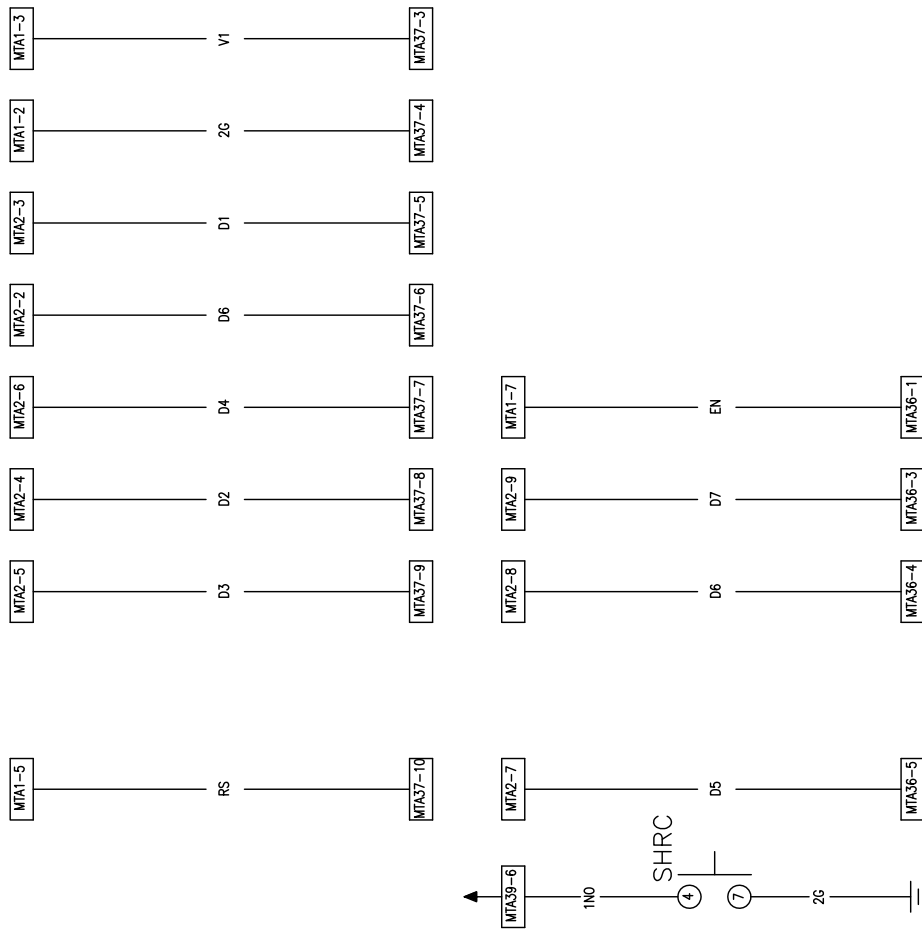 MTA1-3
V1
MTA37-3
MTA1-2
2G
MTA37-4
MTA2-3
D1
MTA37-5
MTA2-2
D6
MTA37-6
MTA2-6
D4
MTA37-7
MTA2-4
D2
MTA37-8
MTA2-5
D3
MTA37-9
MTA1-5
RS
MTA37-10
MTA1-7
EN
MTA36-1
MTA2-9
D7
MTA36-3
MTA2-8
D6
MTA36-4
MTA2-7
D5
MTA36-5
MTA39-6
1NO
SHRC
4
7
2G